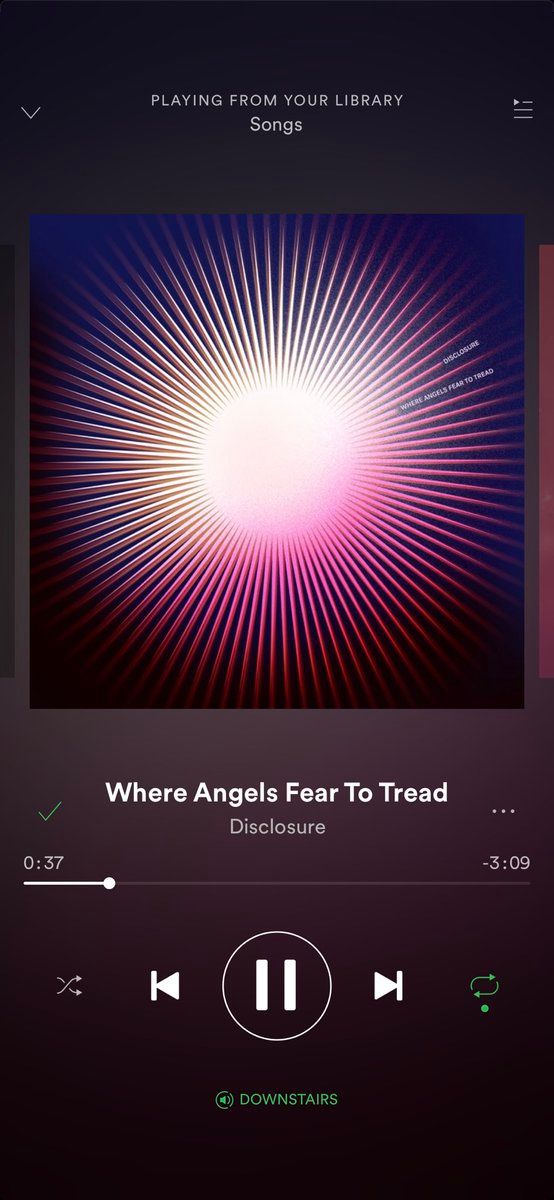 PLAYING FROM YOUR LIBRARY
Songs
DISCLOSURE
WHERE ANGELS FEAR TO TREAD
Where Angels Fear To Tread
Disclosure
0:37
-3:09
DOWNSTAIRS